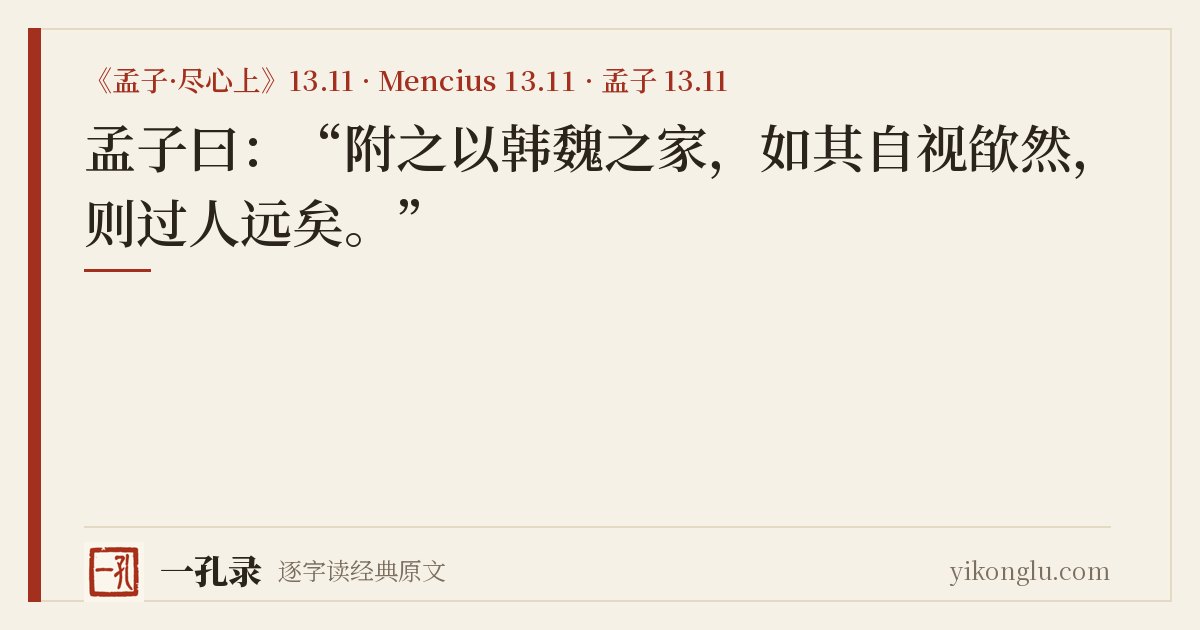 《孟子·尽心上》13.11 · Mencius 13.11 · 孟子 13.11
孟子曰：“附之以韩魏之家，如其自视欿然，
则过人远矣。”
一孔
一孔录 逐字读经典原文
yikonglu.com